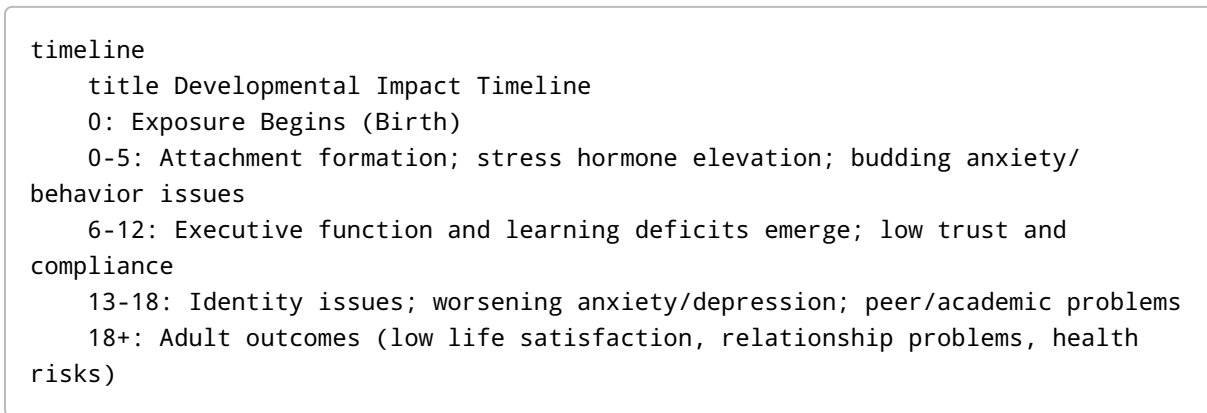 timeline
title Developmental Impact Timeline
0: Exposure Begins (Birth)
0-5: Attachment formation; stress hormone elevation; budding anxiety/
behavior issues
6-12: Executive function and learning deficits emerge; low trust and
compliance
13-18: Identity issues; worsening anxiety/depression; peer/academic problems
18+: Adult outcomes (low life satisfaction, relationship problems, health
risks)